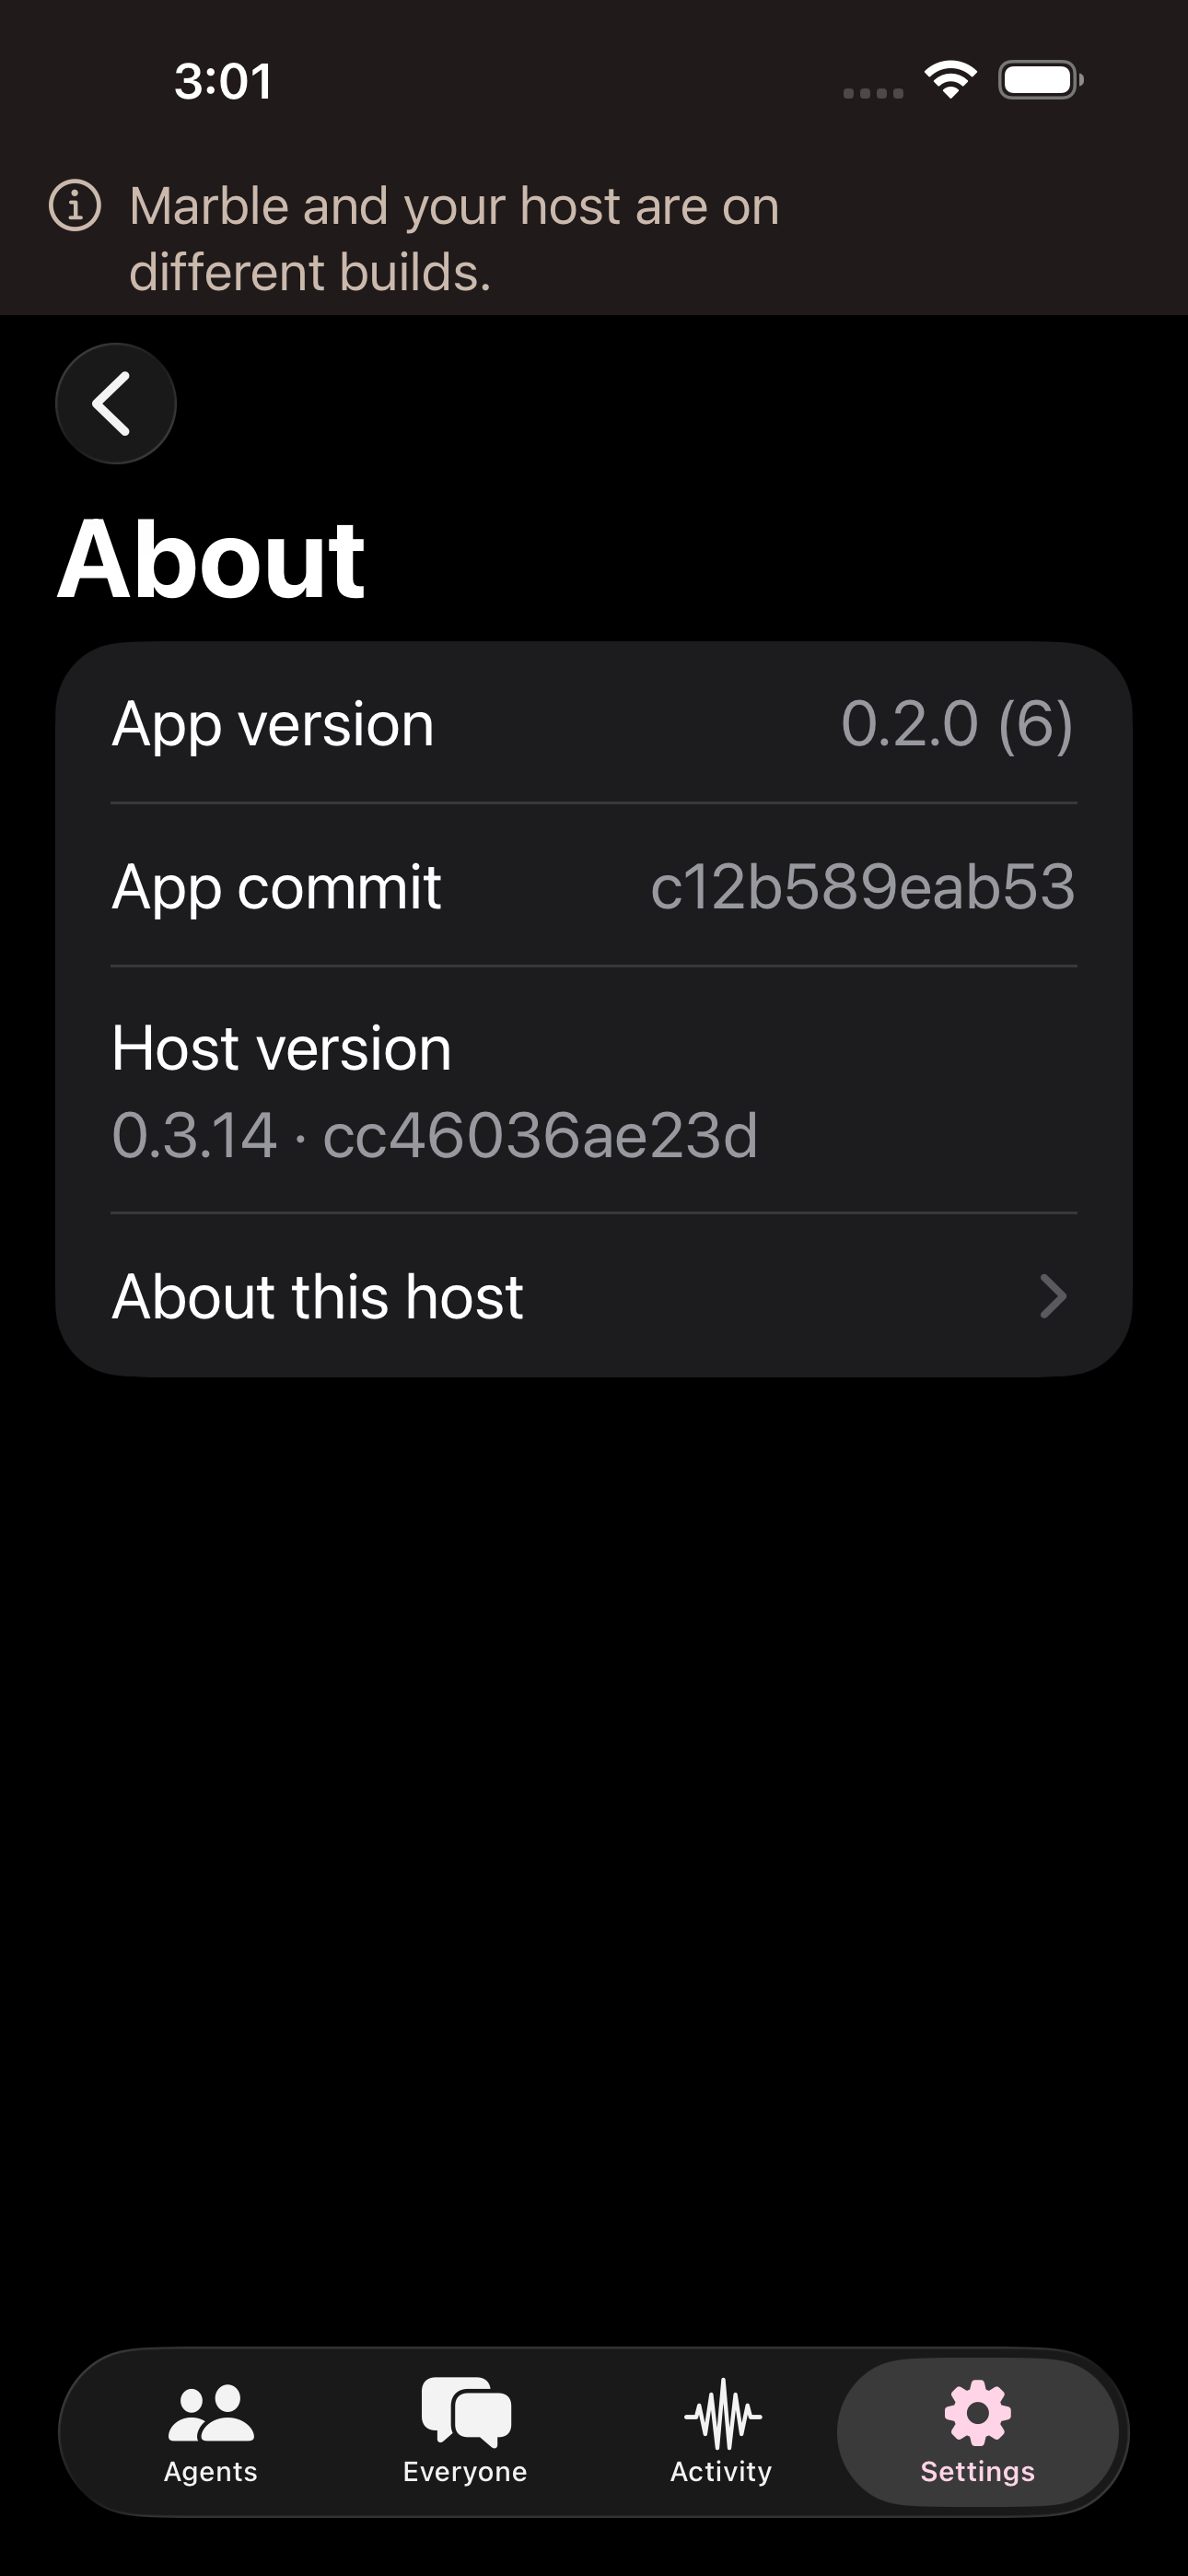 3:01
Marble and your host are on
different builds.
About
App version 0.2.0 (6)
App commit c12b589eab53
Host version
0.3.14 · cc46036ae23d
About this host
Agents Everyone Activity Settings